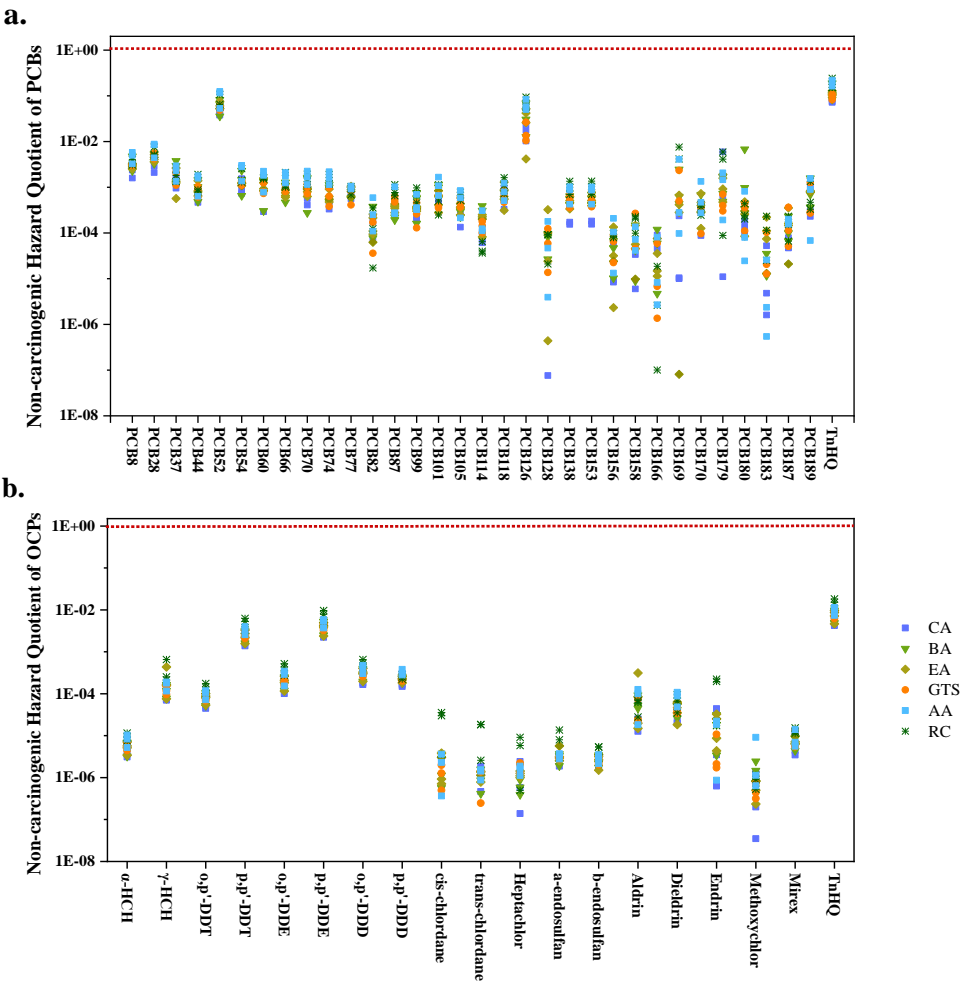 a.
Non-carcinogenic Hazard Quotient of PCBs
1E+00
1E-02
1E-04
1E-06
1E-08
PCB8
PCB28
PCB37
PCB44
PCB52
PCB54
PCB60
PCB66
PCB70
PCB74
PCB77
PCB82
PCB87
PCB99
PCB101
PCB105
PCB114
PCB118
PCB126
PCB128
PCB138
PCB153
PCB156
PCB158
PCB166
PCB169
PCB170
PCB179
PCB180
PCB183
PCB187
PCB189
TnHQ
b.
Non-carcinogenic Hazard Quotient of OCPs
1E+00
1E-02
1E-04
1E-06
1E-08
α-HCH
γ-HCH
o,p'-DDT
p,p'-DDT
o,p'-DDE
p,p'-DDE
o,p'-DDD
p,p'-DDD
cis-chlordane
trans-chlordane
Heptachlor
a-endosulfan
b-endosulfan
Aldrin
Dieldrin
Endrin
Methoxychlor
Mirex
TnHQ
CA
BA
EA
GTS
AA
RC